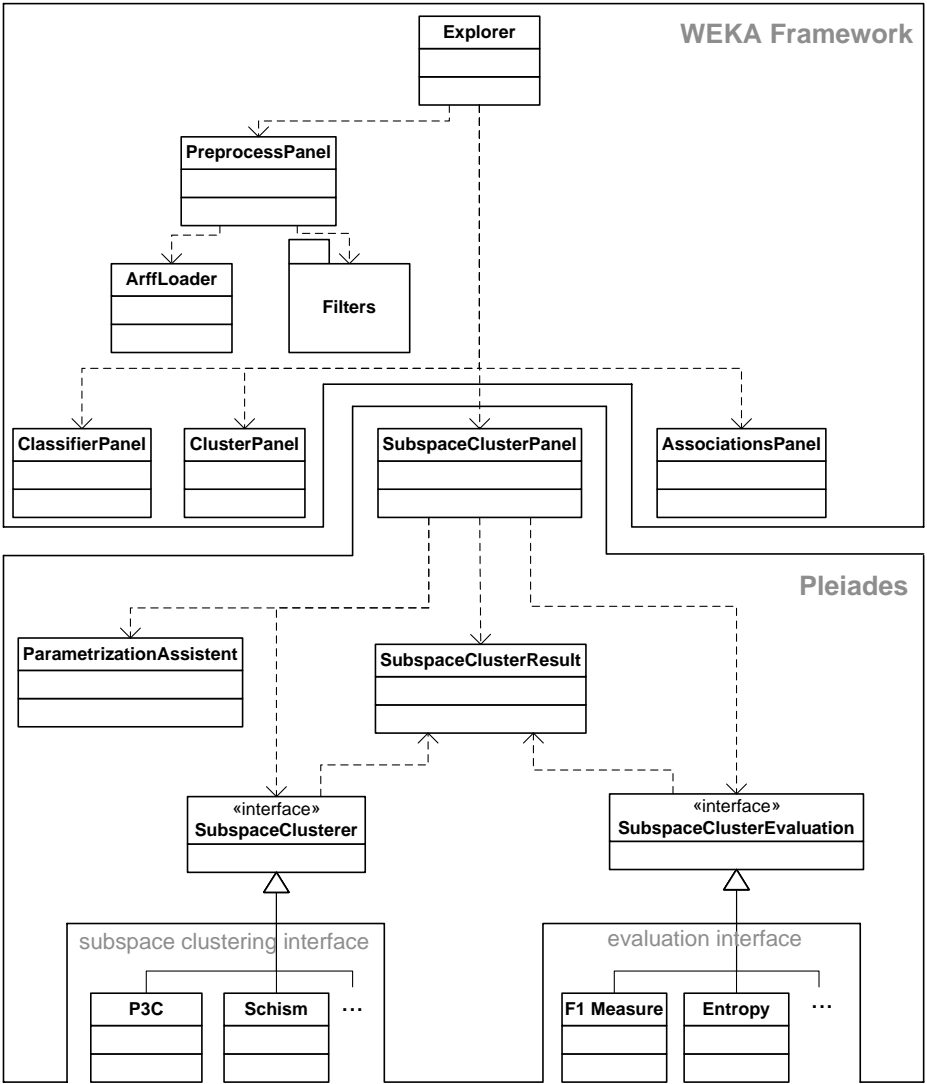 Explorer
WEKA Framework
PreprocessPanel
ArffLoader
Filters
ClassifierPanel
ClusterPanel
SubspaceClusterPanel
AssociationsPanel
Pleiades
ParametrizationAssistent
SubspaceClusterResult
«interface»
SubspaceClusterer
«interface»
SubspaceClusterEvaluation
subspace clustering interface
evaluation interface
P3C
Schism
...
F1 Measure
Entropy
...